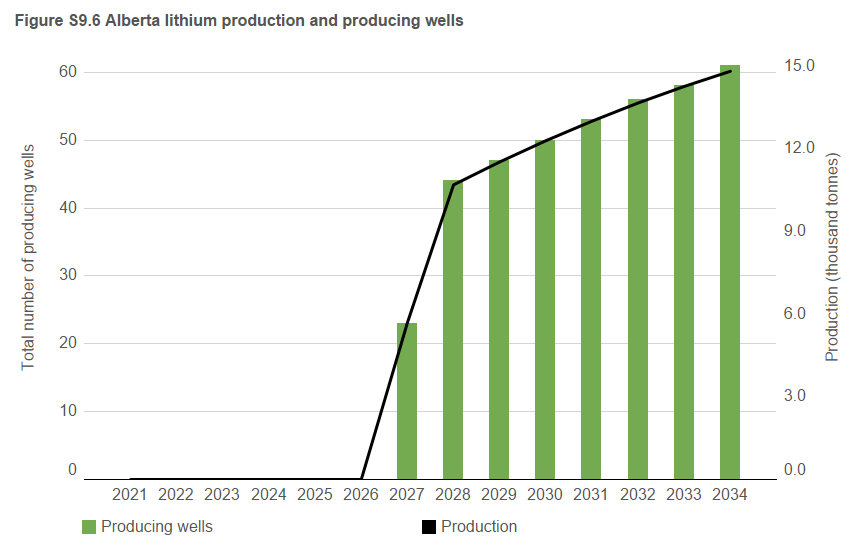 Figure S9.6 Alberta lithium production and producing wells
Total number of producing wells
60
50
40
30
20
10
0
15.0
12.0
9.0
6.0
3.0
0.0
Production (thousand tonnes)
2021 2022 2023 2024 2025 2026 2027 2028 2029 2030 2031 2032 2033 2034
Producing wells Production